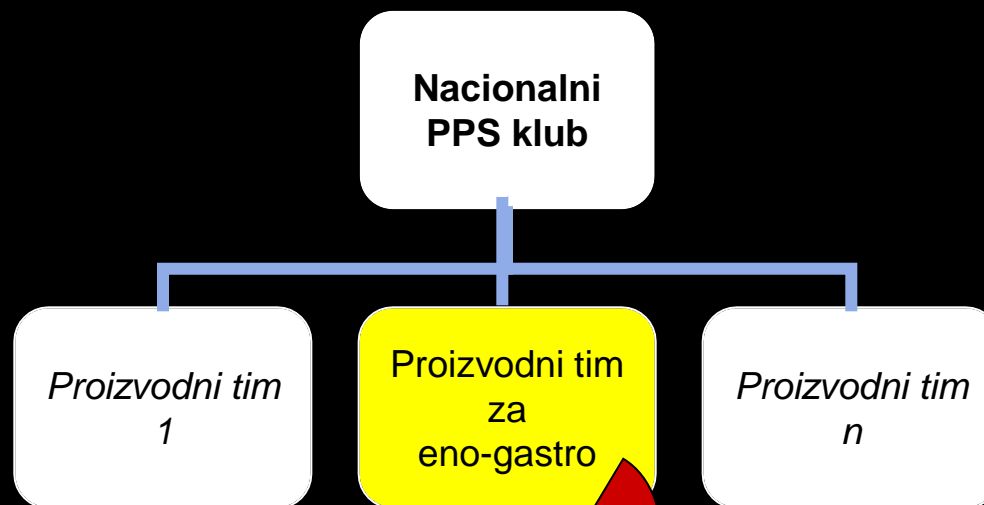 Nacionalni
PPS klub
Proizvodni tim
1
Proizvodni tim
za
eno-gastro
Proizvodni tim
n